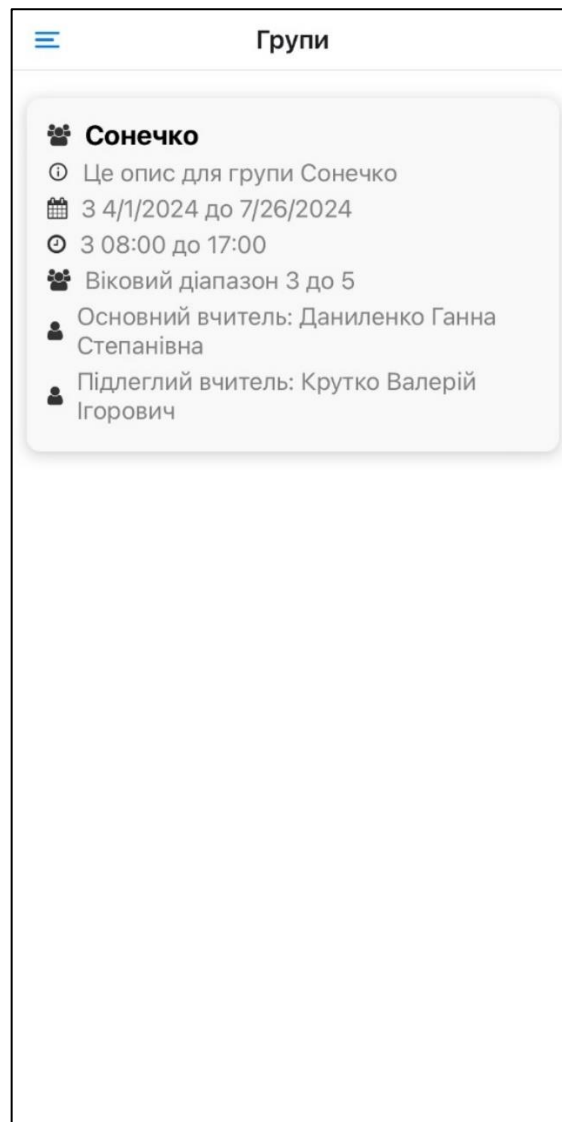 Групи
Сонечко
Це опис для групи Сонечко
З 4/1/2024 до 7/26/2024
З 08:00 до 17:00
Віковий діапазон 3 до 5
Основний вчитель: Даниленко Ганна
Степанівна
Підлеглий вчитель: Крутко Валерій
Ігорович